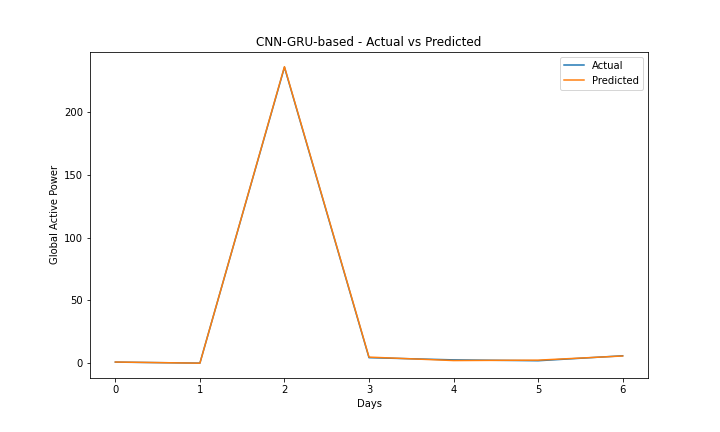 CNN-GRU-based - Actual vs Predicted
Actual
Predicted
Global Active Power
200
150
100
50
0
0 1 2 3 4 5 6
Days